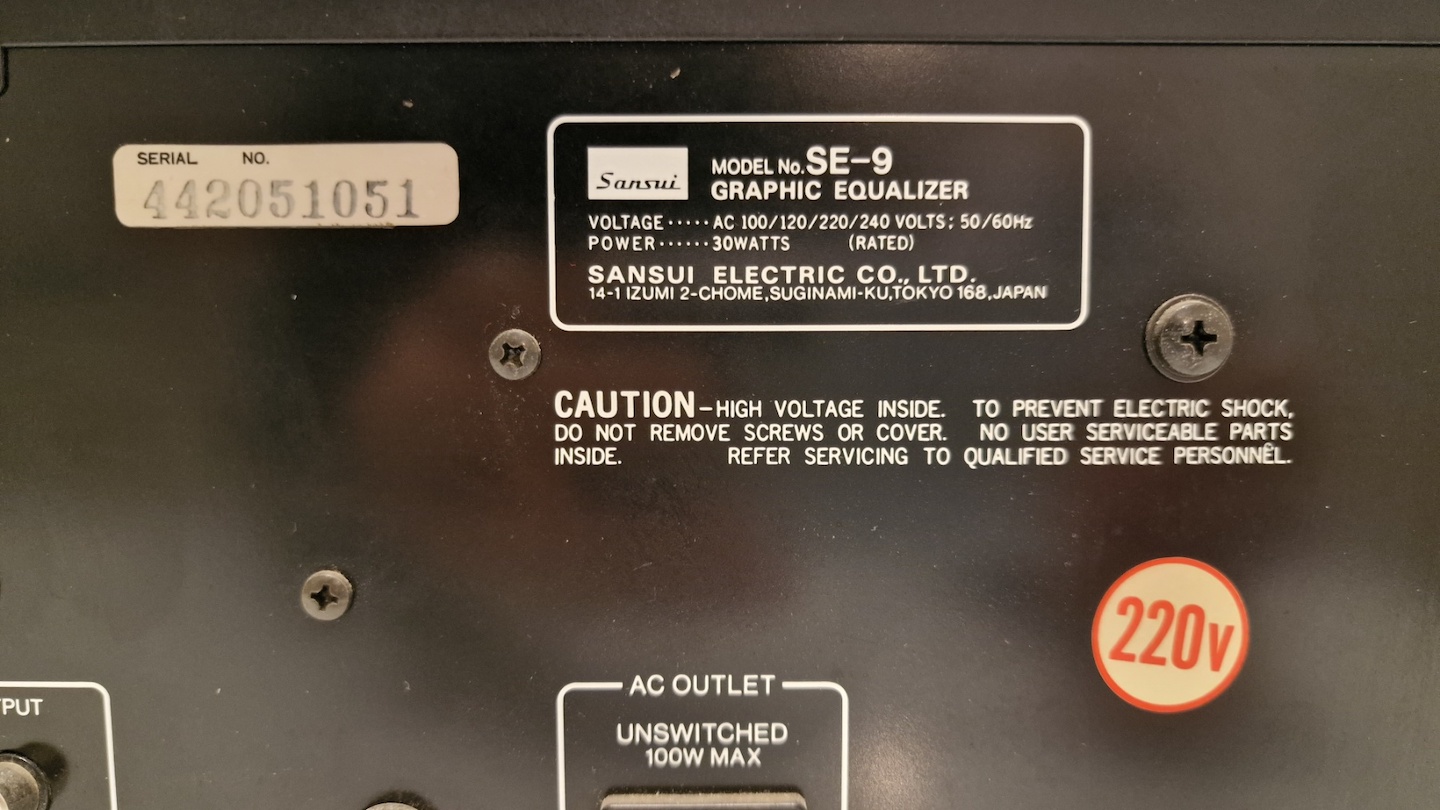 SERIAL NO.
442051051
Sansui
MODEL No. SE-9
GRAPHIC EQUALIZER
VOLTAGE ····· AC 100/120/220/240 VOLTS; 50/60Hz
POWER ······ 30WATTS (RATED)
SANSUI ELECTRIC CO., LTD.
14-1 IZUMI 2-CHOME, SUGINAMI-KU, TOKYO 168, JAPAN
CAUTION – HIGH VOLTAGE INSIDE. TO PREVENT ELECTRIC SHOCK,
DO NOT REMOVE SCREWS OR COVER. NO USER SERVICEABLE PARTS
INSIDE. REFER SERVICING TO QUALIFIED SERVICE PERSONNEL.
220V
AC OUTLET
UNSWITCHED
100W MAX